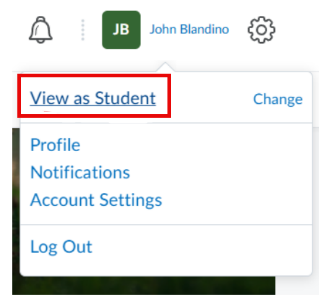 JB John Blandino
View as Student Change
Profile
Notifications
Account Settings
Log Out